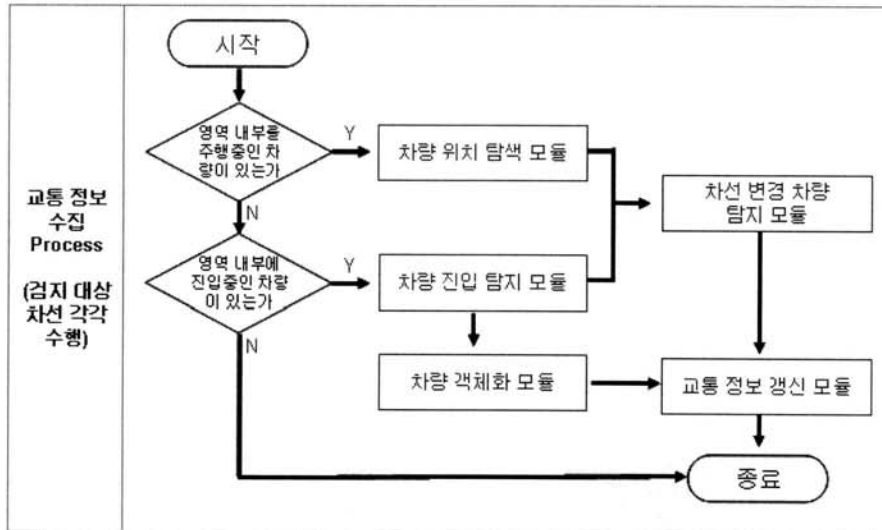 교통 정보
수집
Process
(검지 대상
차선 각각
수행)
시작
영역 내부를
주행중인 차
량이 있는가
Y
차량 위치 탐색 모듈
N
차선 변경 차량
탐지 모듈
영역 내부에
진입중인 차량
이 있는가
Y
차량 진입 탐지 모듈
N
차량 객체화 모듈
교통 정보 갱신 모듈
종료